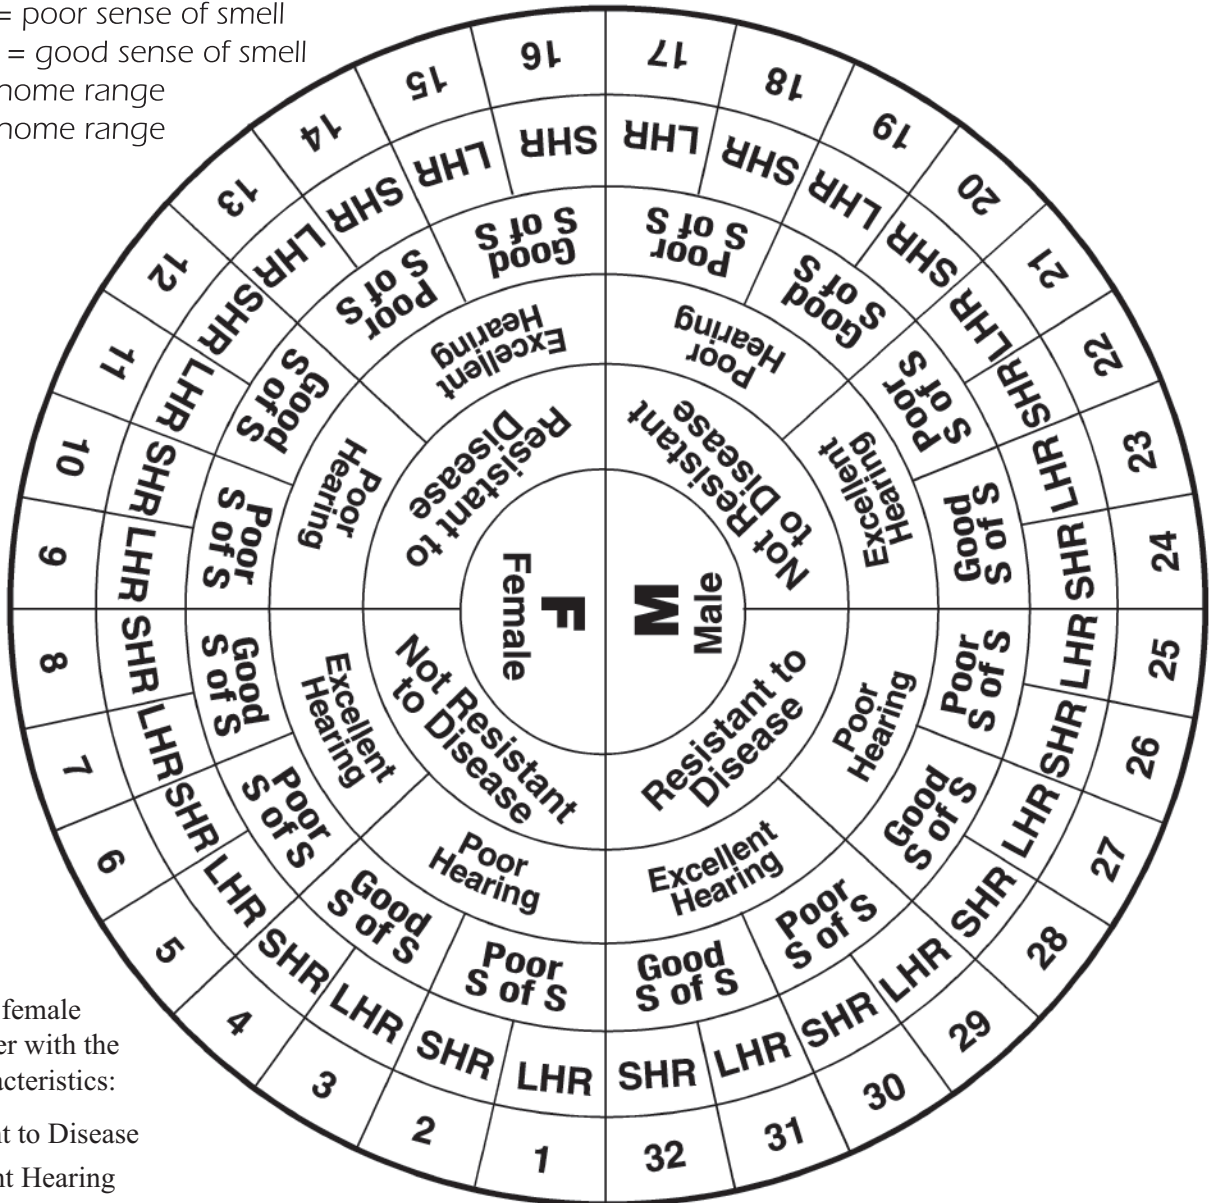 = poor sense of smell
= good sense of smell
home range
home range
1
2
3
4
5
6
7
8
9
10
11
12
13
14
15
16
17
18
19
20
21
22
23
24
25
26
27
28
29
30
31
32
LHR
SHR
LHR
SHR
LHR
SHR
LHR
SHR
LHR
SHR
LHR
SHR
LHR
SHR
LHR
SHR
LHR
SHR
LHR
SHR
LHR
SHR
LHR
SHR
LHR
SHR
LHR
SHR
LHR
SHR
LHR
SHR
Poor
S of S
Good
S of S
Poor
S of S
Good
S of S
Poor
S of S
Good
S of S
Poor
S of S
Good
S of S
Poor
S of S
Good
S of S
Poor
S of S
Good
S of S
Poor
S of S
Good
S of S
Poor
S of S
Good
S of S
Poor
Hearing
Excellent
Hearing
Poor
Hearing
Excellent
Hearing
Poor
Hearing
Excellent
Hearing
Poor
Hearing
Excellent
Hearing
Not Resistant
to Disease
Resistant to
Disease
Not Resistant
to Disease
Resistant to
Disease
F
Female
M
Male
female
er with the
acteristics:
t to Disease
nt Hearing